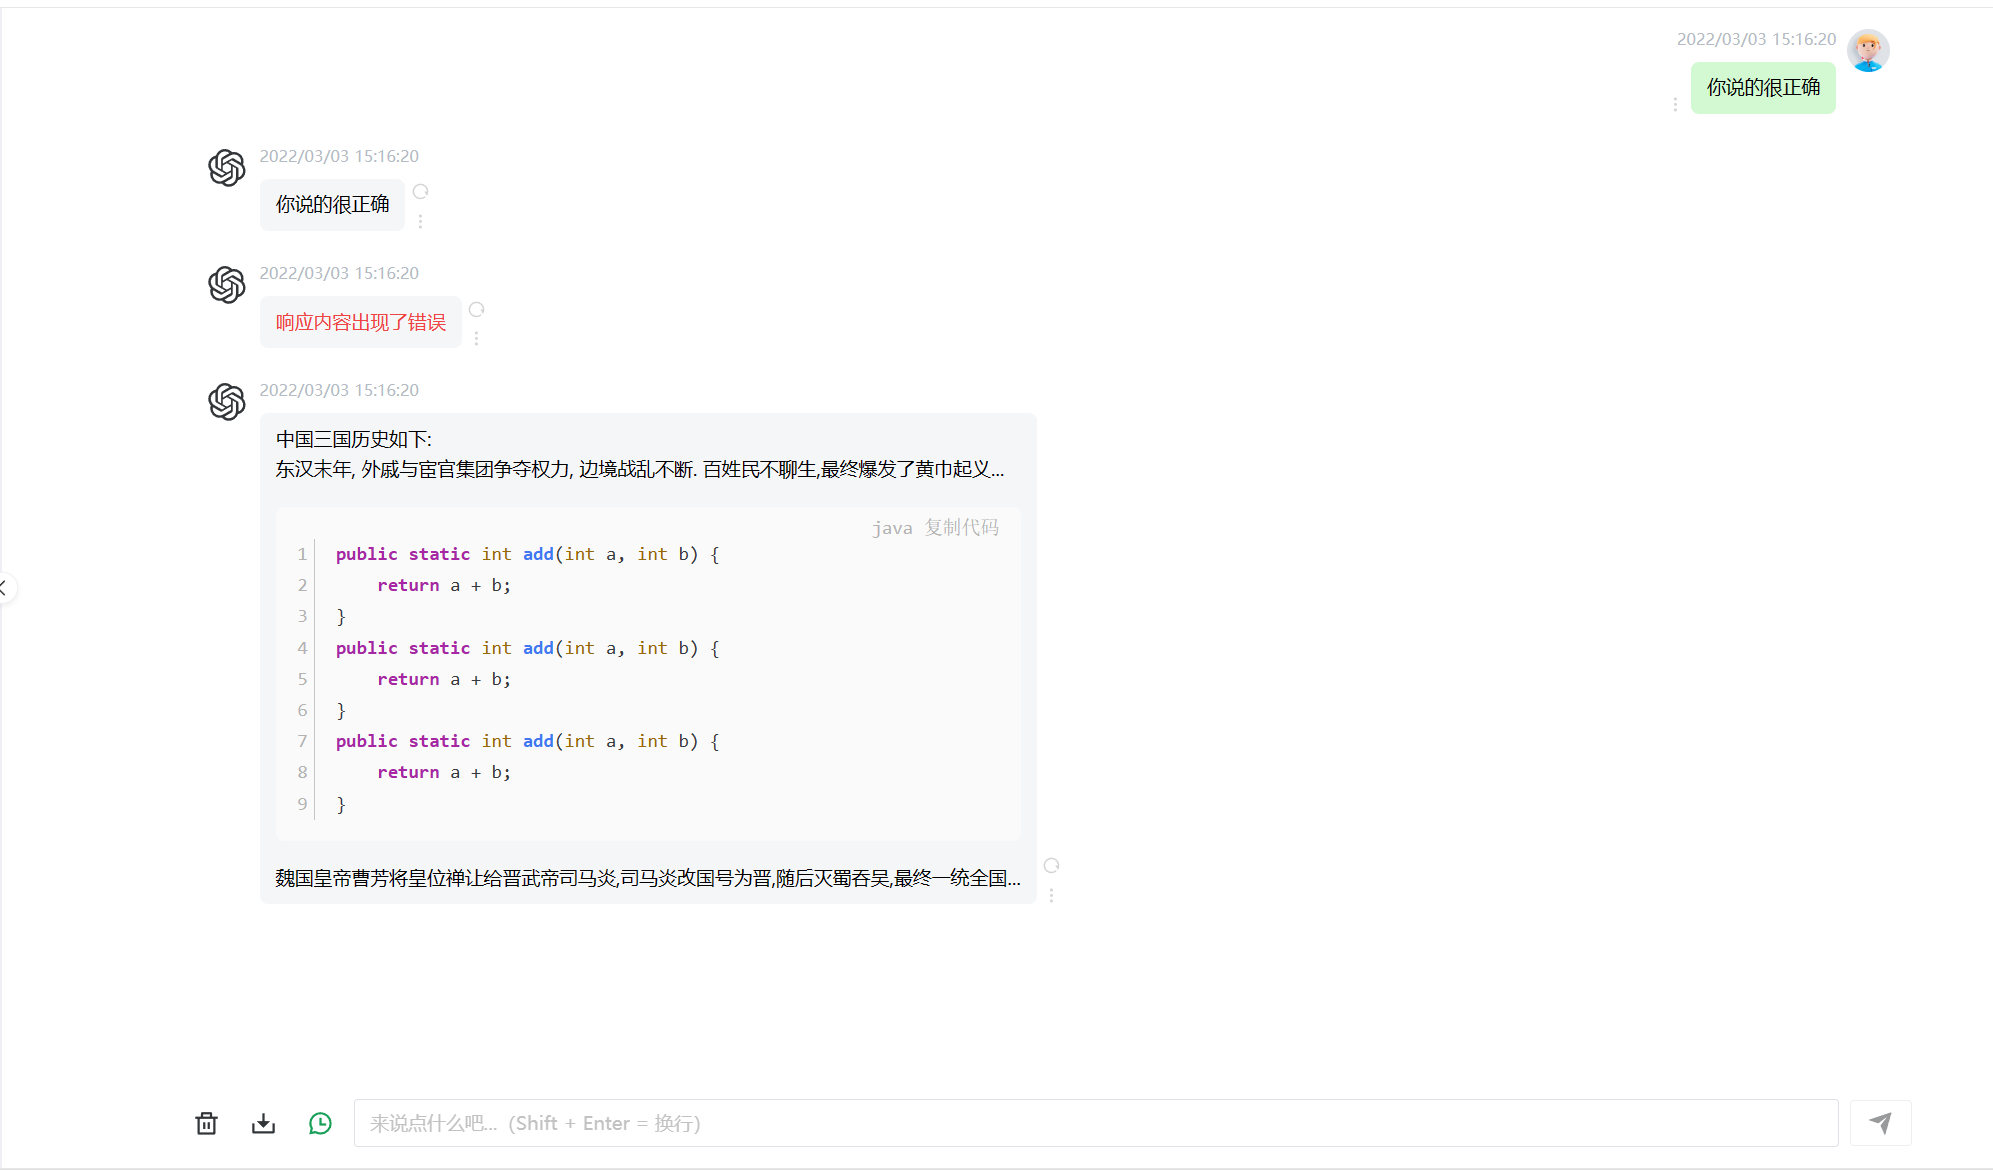 2022/03/03 15:16:20
你说的很正确
2022/03/03 15:16:20
你说的很正确
2022/03/03 15:16:20
响应内容出现了错误
2022/03/03 15:16:20
中国三国历史如下:
东汉末年, 外戚与宦官集团争夺权力, 边境战乱不断. 百姓民不聊生,最终爆发了黄巾起义...
java 复制代码
1 public static int add(int a, int b) {
2     return a + b;
3 }
4 public static int add(int a, int b) {
5     return a + b;
6 }
7 public static int add(int a, int b) {
8     return a + b;
9 }
魏国皇帝曹芳将皇位禅让给晋武帝司马炎,司马炎改国号为晋,随后灭蜀吞吴,最终一统全国...
来说点什么吧... (Shift + Enter = 换行)